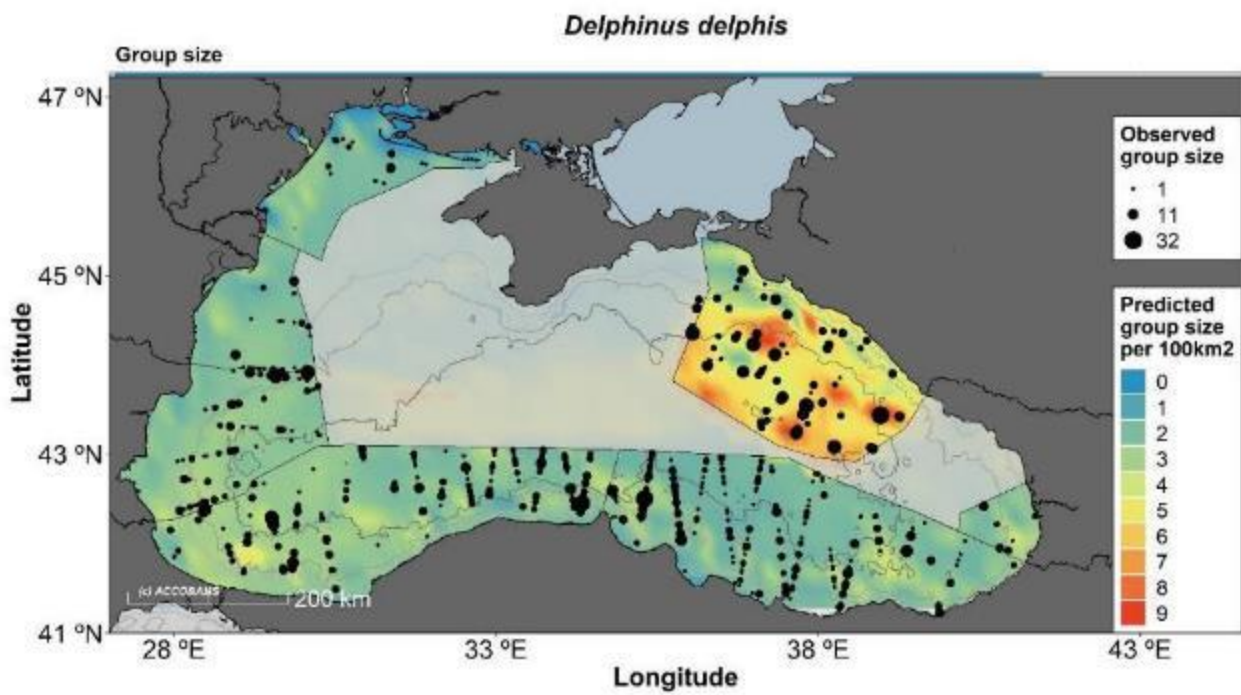 Delphinus delphis
Group size
47 ºN
45 ºN
43 ºN
41 ºN
Latitude
28 ºE
33 ºE
38 ºE
43 ºE
Longitude
(c) ACCOBAMS
200 km
Observed
group size
1
11
32
Predicted
group size
per 100km2
0
1
2
3
4
5
6
7
8
9